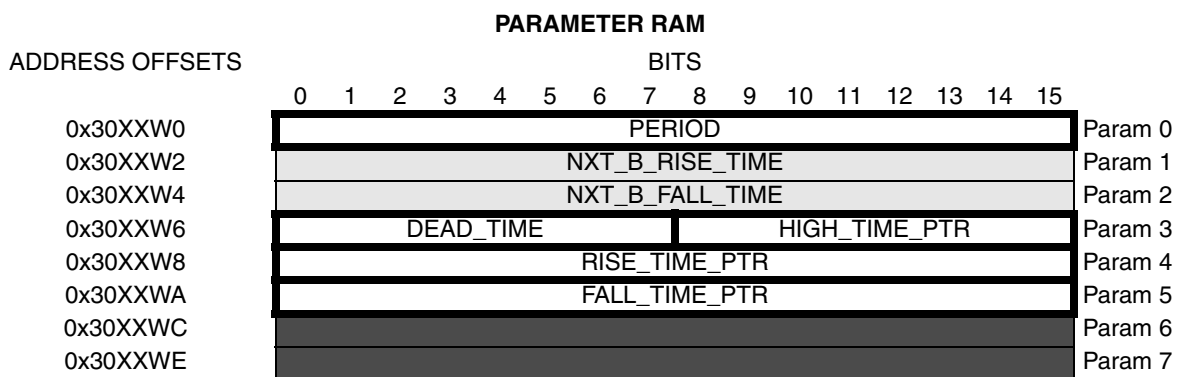 PARAMETER RAM
ADDRESS OFFSETS BITS
0 1 2 3 4 5 6 7 8 9 10 11 12 13 14 15
0x30XXW0 PERIOD Param 0
0x30XXW2 NXT_B_RISE_TIME Param 1
0x30XXW4 NXT_B_FALL_TIME Param 2
0x30XXW6 DEAD_TIME HIGH_TIME_PTR Param 3
0x30XXW8 RISE_TIME_PTR Param 4
0x30XXWA FALL_TIME_PTR Param 5
0x30XXWC Param 6
0x30XXWE Param 7